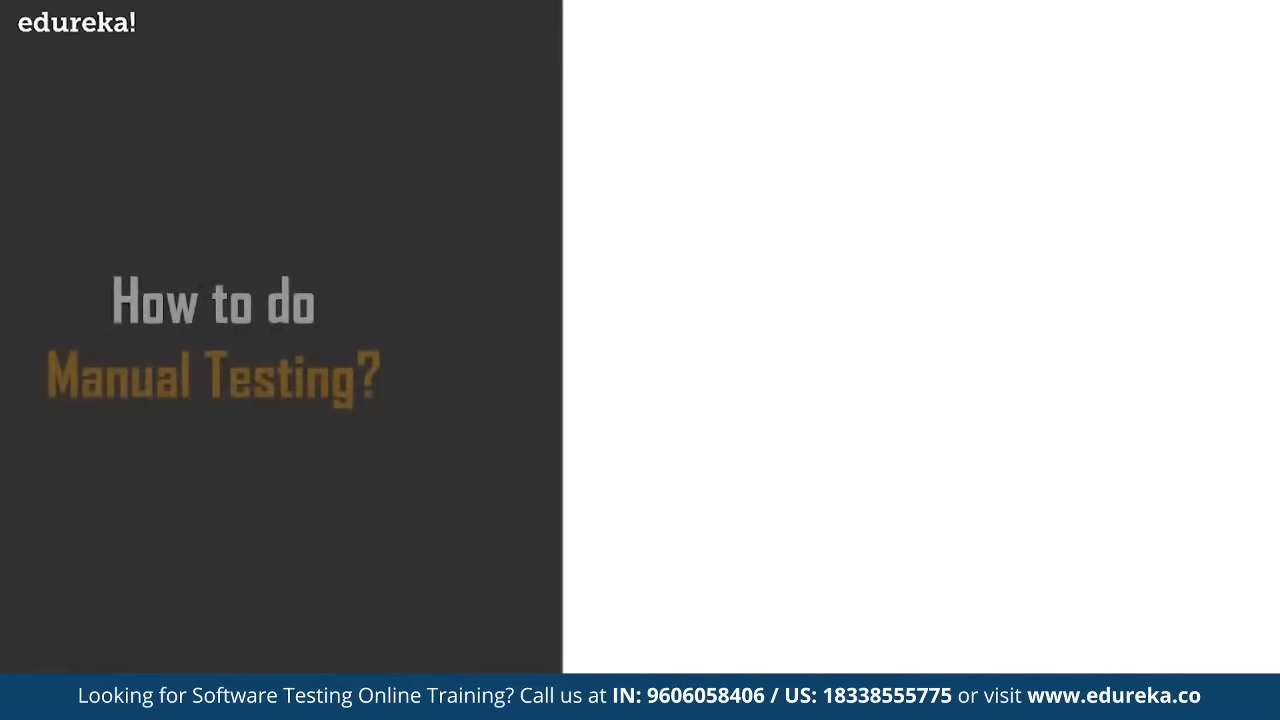 edureka!
How to do
Manual Testing?
Looking for Software Testing Online Training? Call us at IN: 9606058406 / US: 18338555775 or visit www.edureka.co